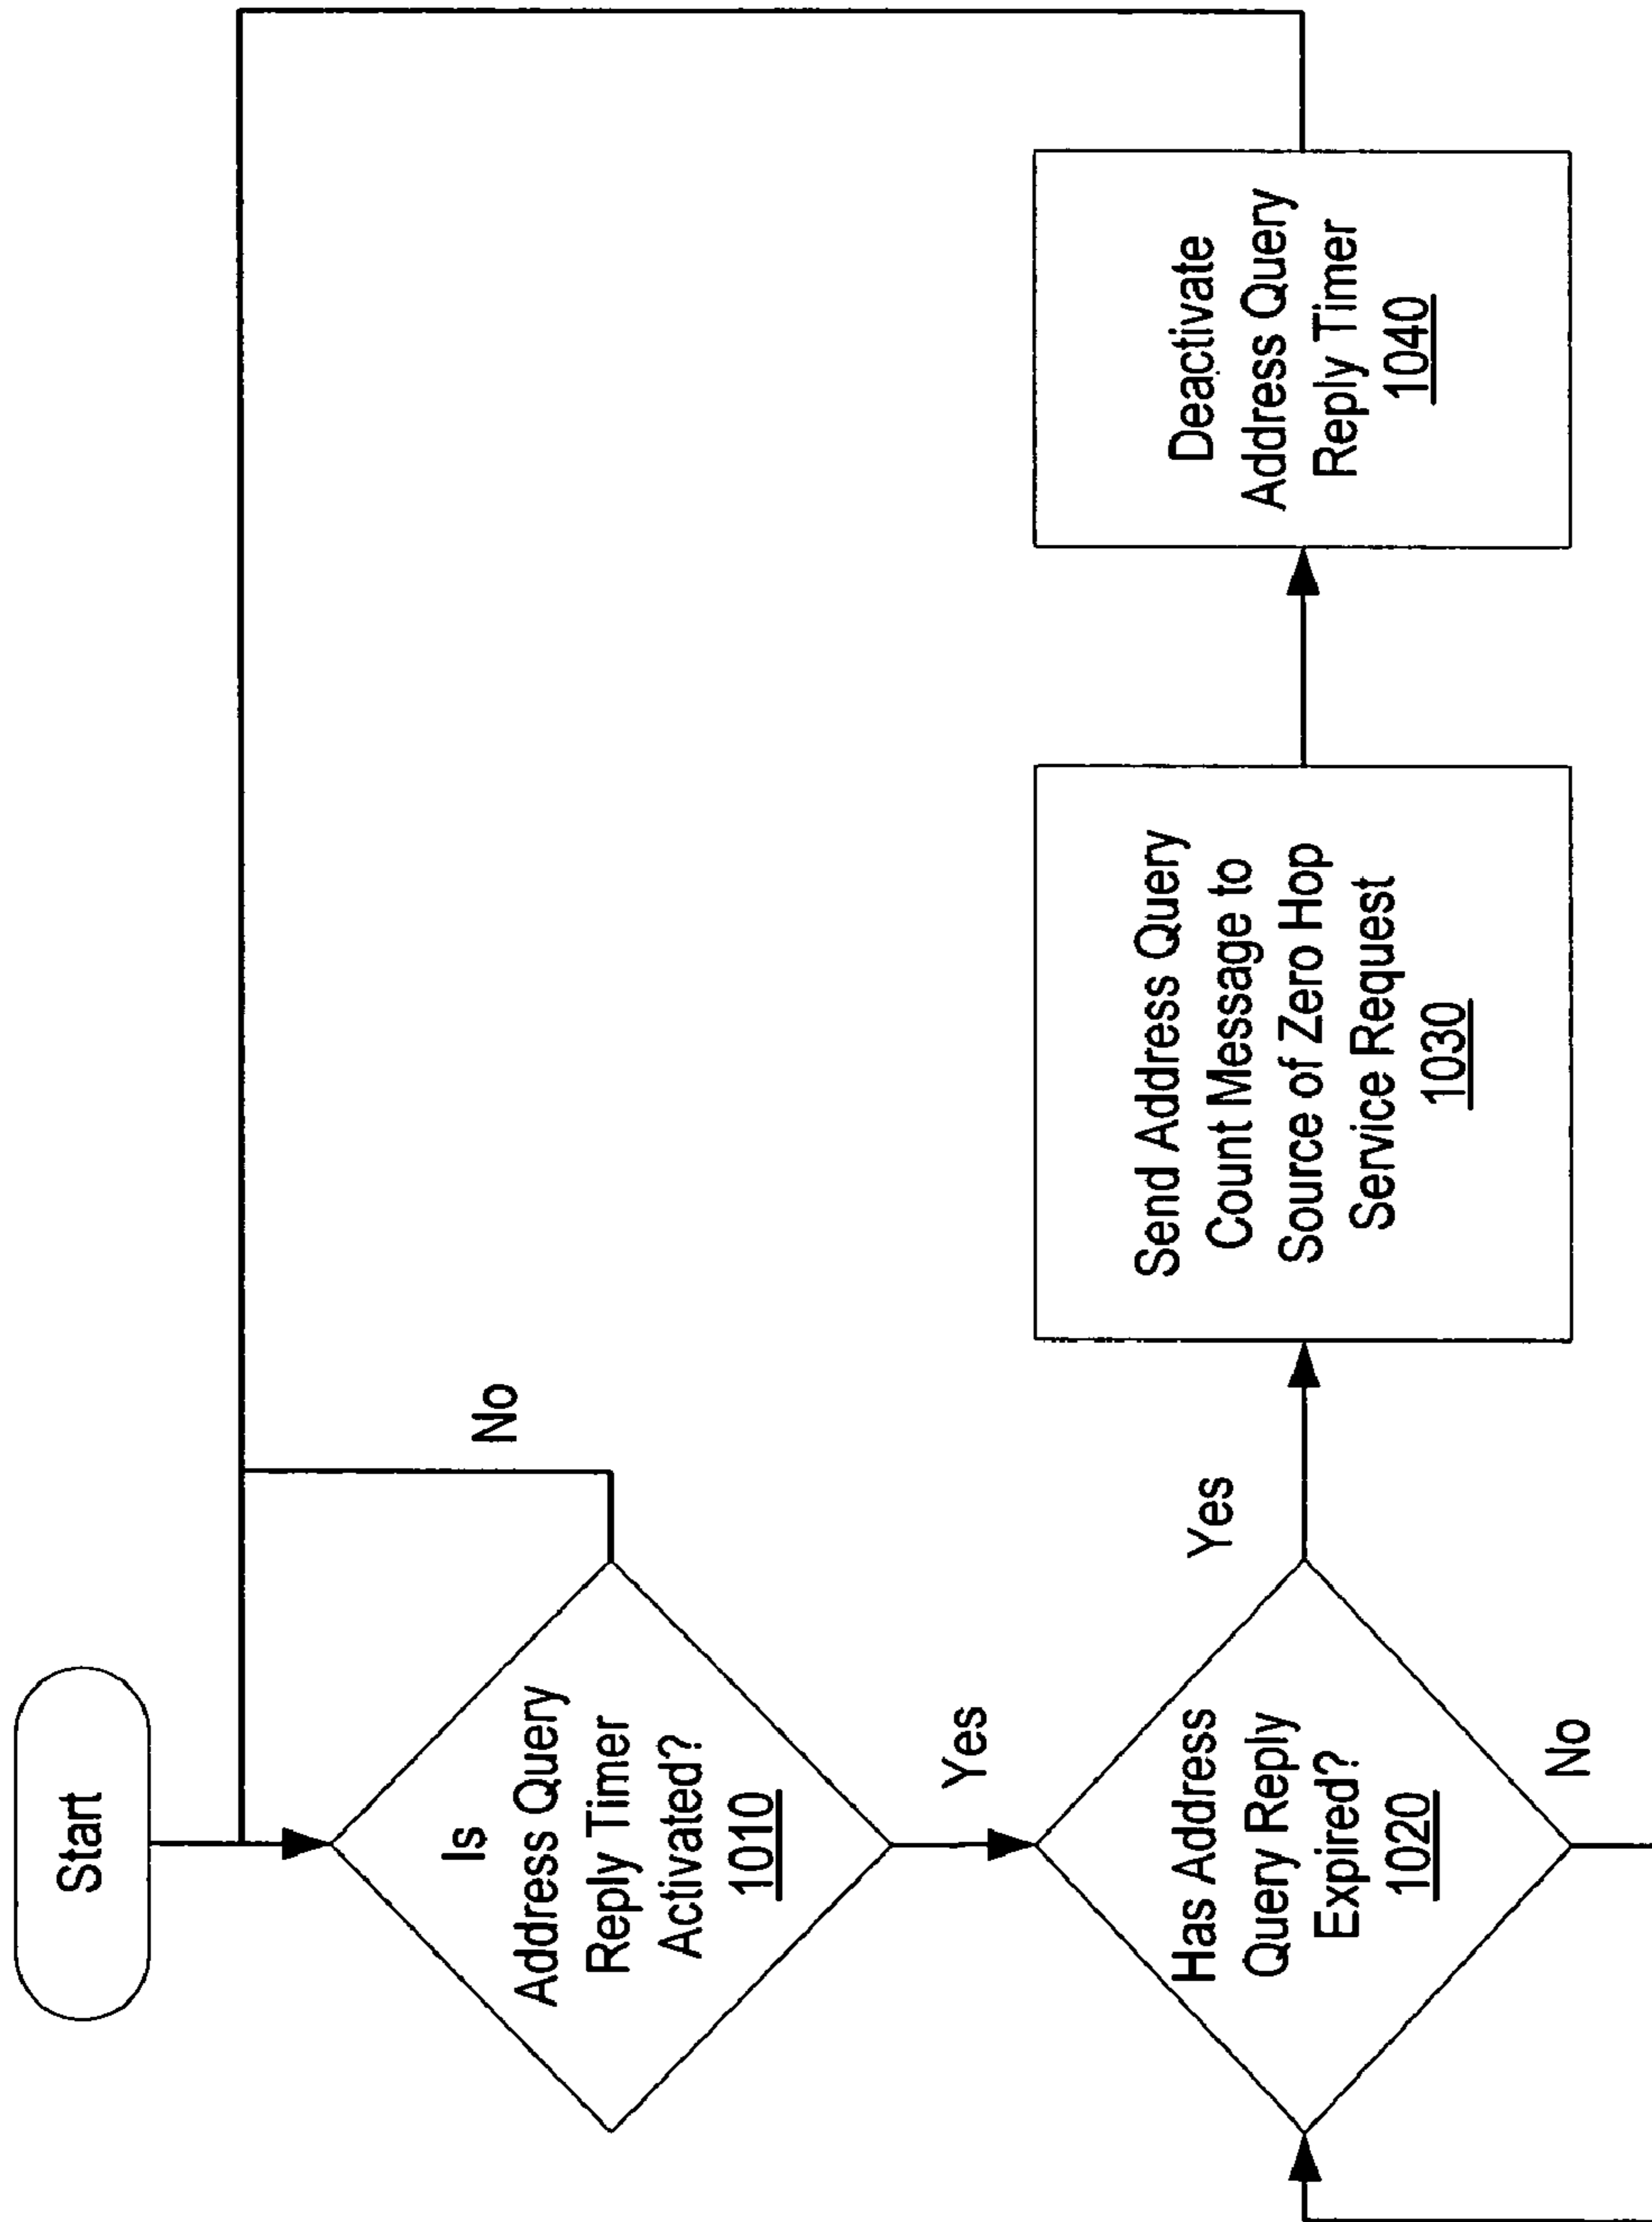 Start
Is
Address Query
Reply Timer
Activated?
1010
No
Yes
Has Address
Query Reply
Expired?
1020
No
Yes
Send Address Query
Count Message to
Source of Zero Hop
Service Request
1030
Deactivate
Address Query
Reply Timer
1040